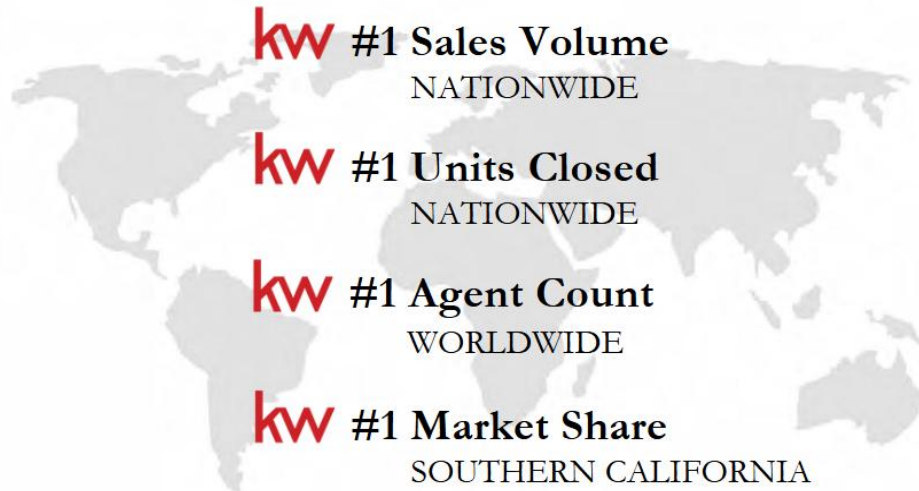 kw #1 Sales Volume
NATIONWIDE
kw #1 Units Closed
NATIONWIDE
kw #1 Agent Count
WORLDWIDE
kw #1 Market Share
SOUTHERN CALIFORNIA